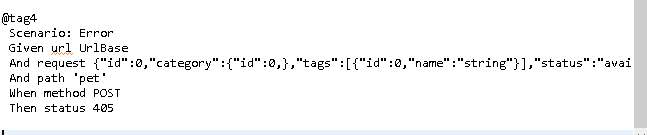 @tag4
Scenario: Error
Given url UrlBase
And request {"id":0,"category":{"id":0,},"tags":[{"id":0,"name":"string"}],"status":"avai
And path 'pet'
When method POST
Then status 405